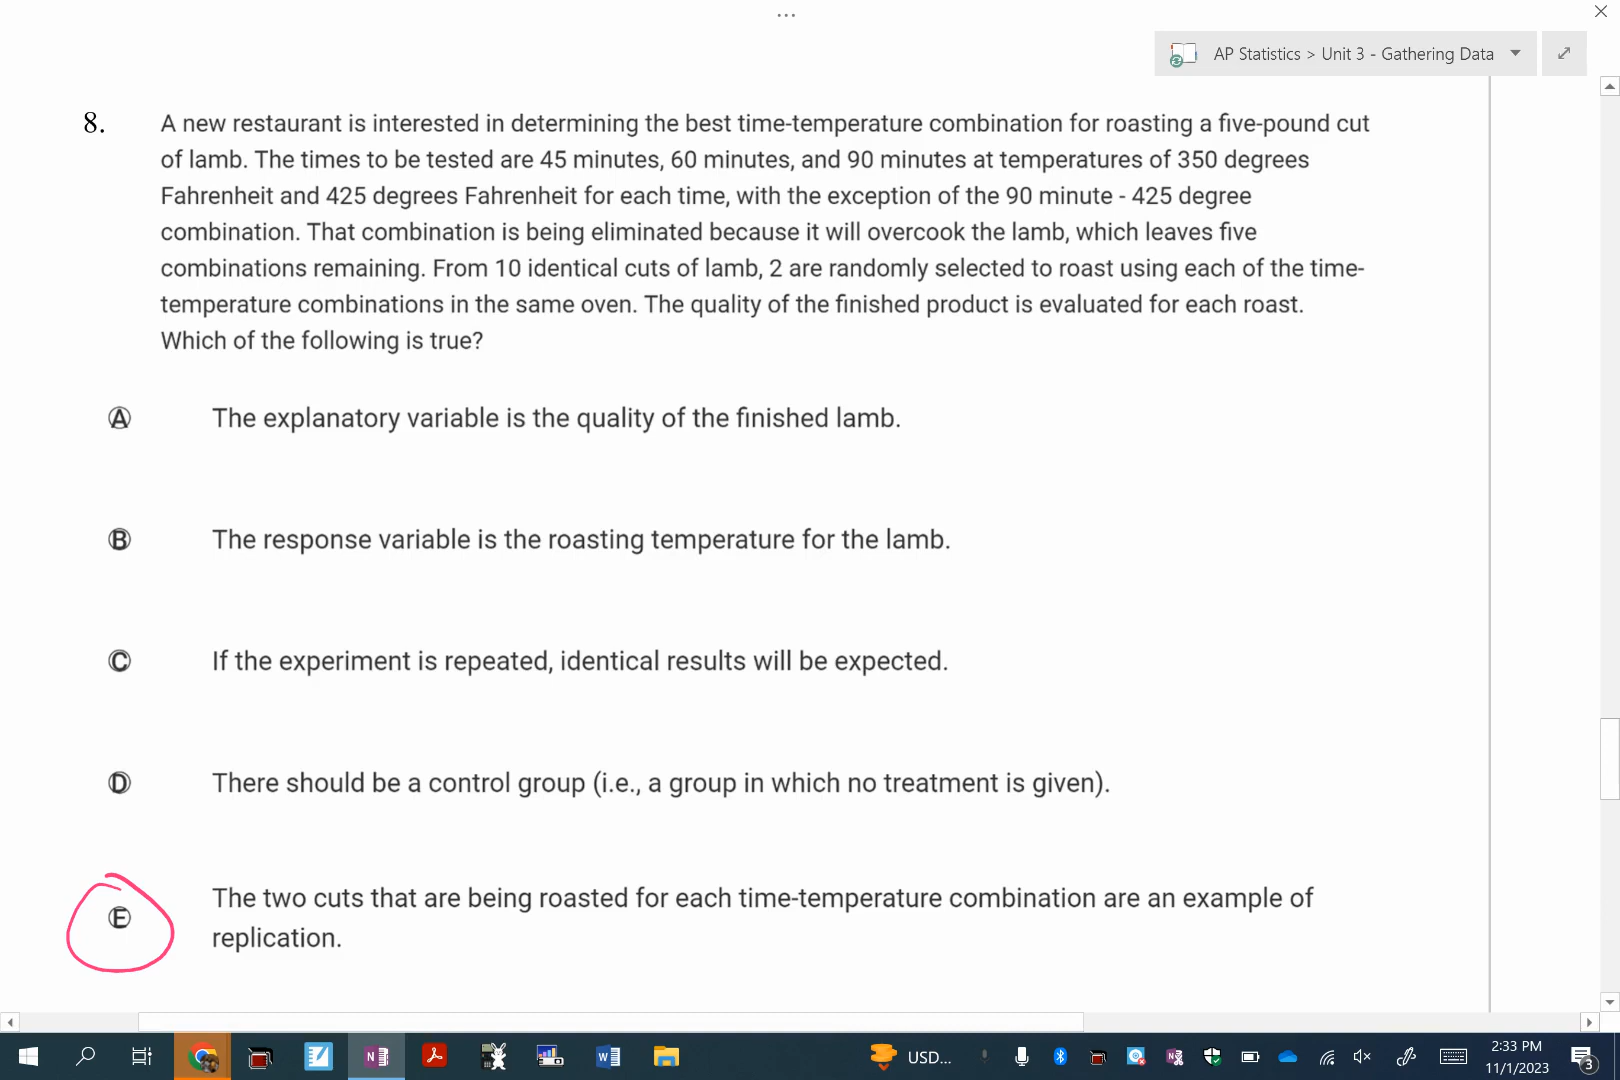 ...
AP Statistics > Unit 3 - Gathering Data
8. A new restaurant is interested in determining the best time-temperature combination for roasting a five-pound cut
of lamb. The times to be tested are 45 minutes, 60 minutes, and 90 minutes at temperatures of 350 degrees
Fahrenheit and 425 degrees Fahrenheit for each time, with the exception of the 90 minute - 425 degree
combination. That combination is being eliminated because it will overcook the lamb, which leaves five
combinations remaining. From 10 identical cuts of lamb, 2 are randomly selected to roast using each of the time-
temperature combinations in the same oven. The quality of the finished product is evaluated for each roast.
Which of the following is true?
A The explanatory variable is the quality of the finished lamb.
B The response variable is the roasting temperature for the lamb.
C If the experiment is repeated, identical results will be expected.
D There should be a control group (i.e., a group in which no treatment is given).
E The two cuts that are being roasted for each time-temperature combination are an example of
replication.
USD...
2:33 PM
11/1/2023
3